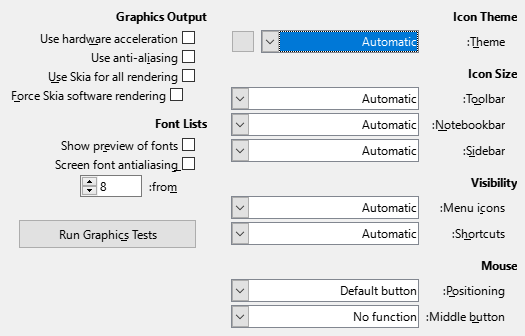 Icon Theme
Theme:
Automatic
Icon Size
Toolbar:
Automatic
Notebookbar:
Automatic
Sidebar:
Automatic
Visibility
Menu icons:
Automatic
Shortcuts:
Automatic
Mouse
Positioning:
Default button
Middle button:
No function
Graphics Output
Use hardware acceleration
Use anti-aliasing
Use Skia for all rendering
Force Skia software rendering
Font Lists
Show preview of fonts
Screen font antialiasing
from:
8
Run Graphics Tests